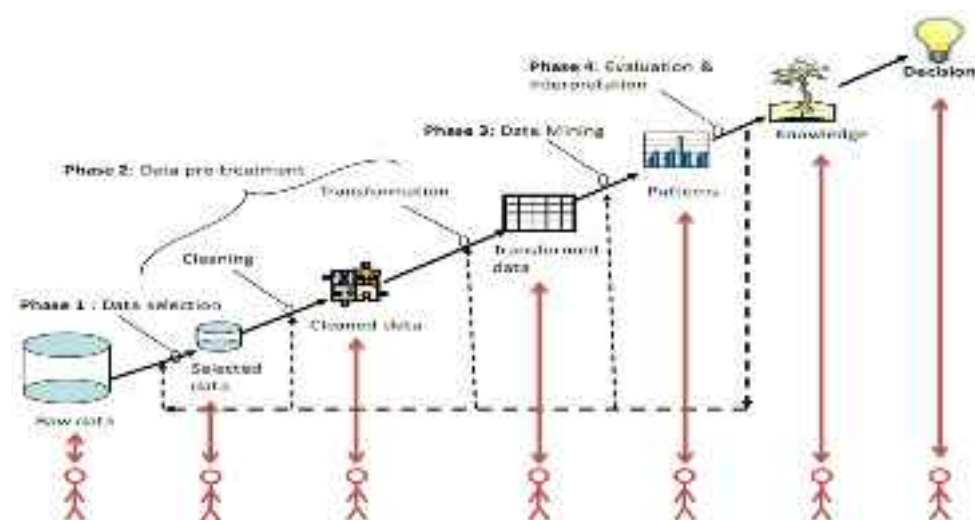 Decision
Phase 4: Evaluation &
Interpretation
Knowledge
Phase 3: Data Mining
Patterns
Phase 2: Data pre treatment
Transformation
Transformed
data
Cleaning
Cleaned data
Phase 1 : Data selection
Selected
data
Raw data